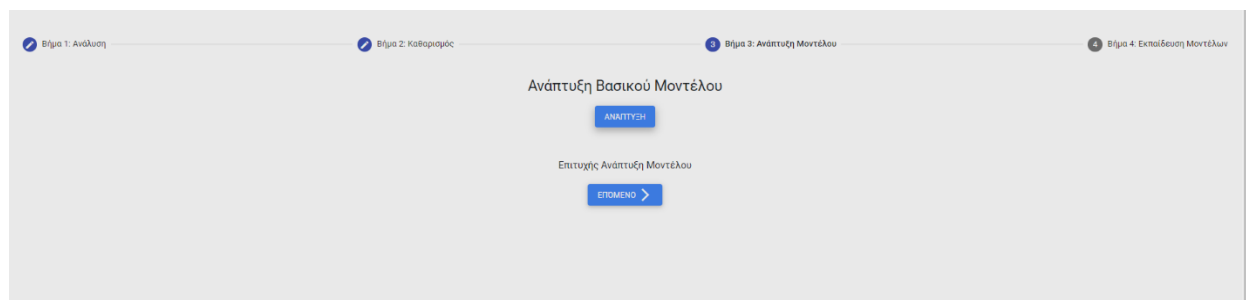 Βήμα 1: Ανάλυση
Βήμα 2: Καθαρισμός
3 Βήμα 3: Ανάπτυξη Μοντέλου
4 Βήμα 4: Εκπαίδευση Μοντέλων
Ανάπτυξη Βασικού Μοντέλου
ΑΝΑΠΤΥΞΗ
Επιτυχής Ανάπτυξη Μοντέλου
ΕΠΟΜΕΝΟ